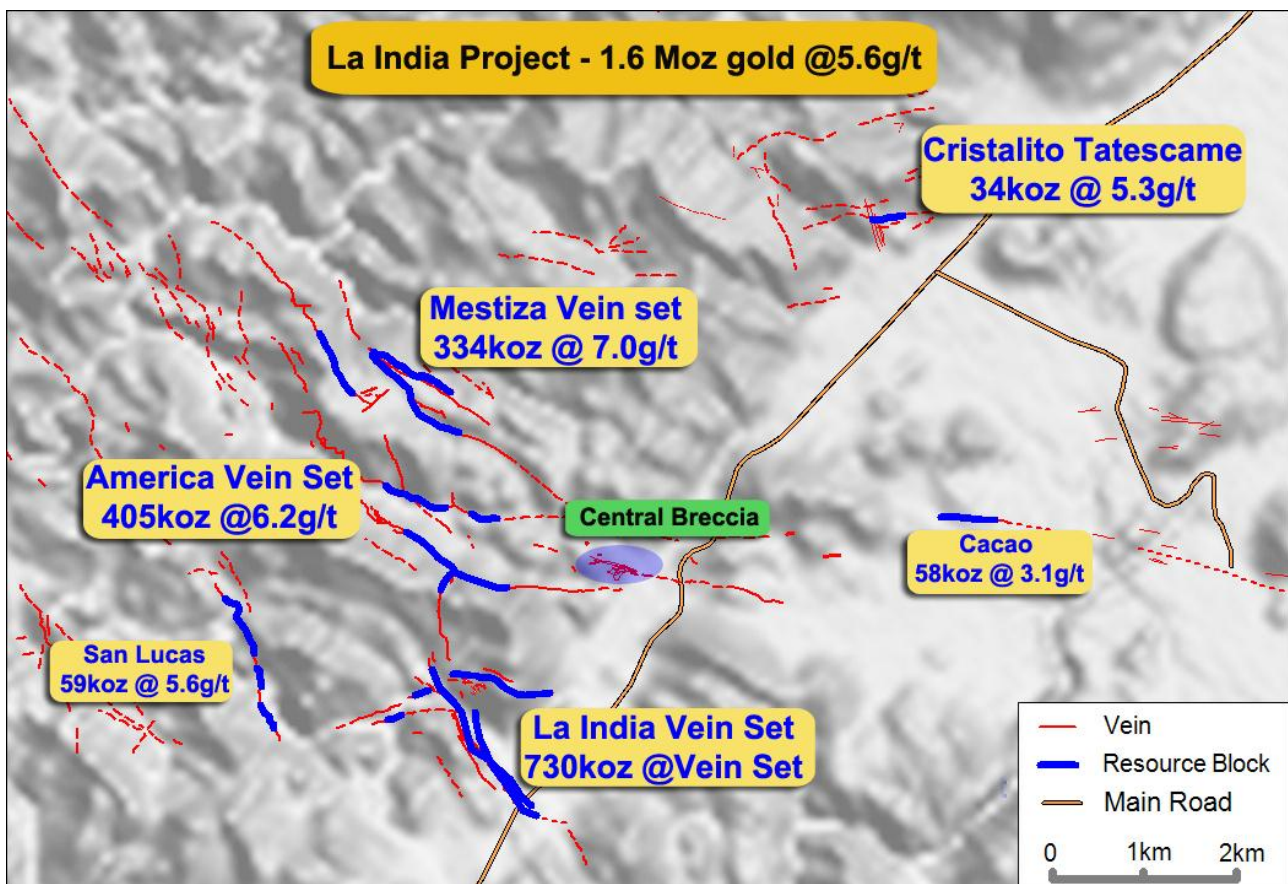 La India Project - 1.6 Moz gold @5.6g/t
Cristalito Tatescame
34koz @ 5.3g/t
Mestiza Vein set
334koz @ 7.0g/t
America Vein Set
405koz @6.2g/t
Central Breccia
Cacao
58koz @ 3.1g/t
San Lucas
59koz @ 5.6g/t
La India Vein Set
730koz @Vein Set
Vein
Resource Block
Main Road
0 1km 2km